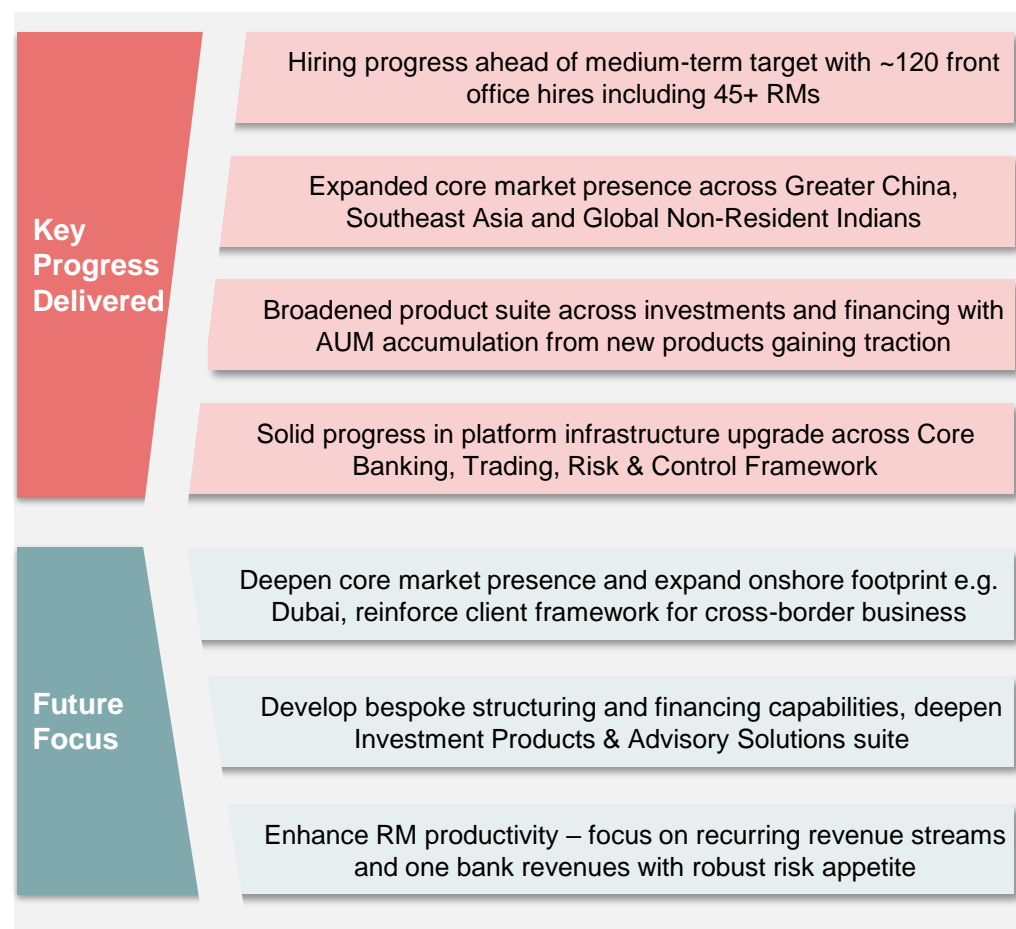 Key
Progress
Delivered
Hiring progress ahead of medium-term target with ~120 front
office hires including 45+ RMs
Expanded core market presence across Greater China,
Southeast Asia and Global Non-Resident Indians
Broadened product suite across investments and financing with
AUM accumulation from new products gaining traction
Solid progress in platform infrastructure upgrade across Core
Banking, Trading, Risk & Control Framework
Future
Focus
Deepen core market presence and expand onshore footprint e.g.
Dubai, reinforce client framework for cross-border business
Develop bespoke structuring and financing capabilities, deepen
Investment Products & Advisory Solutions suite
Enhance RM productivity – focus on recurring revenue streams
and one bank revenues with robust risk appetite